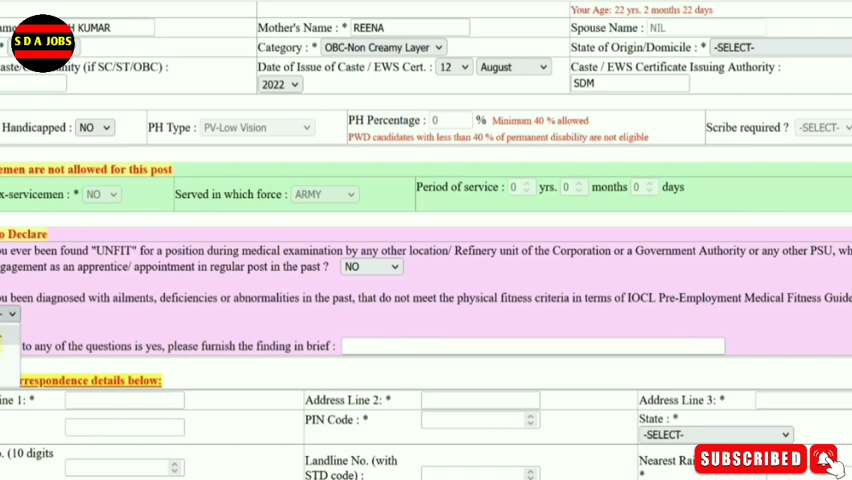 Your Age: 22 yrs. 2 months 22 days
KUMAR
Mother's Name : * REENA
Spouse Name : NIL
S D A JOBS
Category : * OBC-Non Creamy Layer
State of Origin/Domicile : * -SELECT-
(if SC/ST/OBC) :
Date of Issue of Caste / EWS Cert. : 12 August
2022
Caste / EWS Certificate Issuing Authority :
SDM
Handicapped : NO
PH Type : PV-Low Vision
PH Percentage : 0 % Minimum 40 % allowed
PWD candidates with less than 40 % of permanent disability are not eligible
Scribe required ? -SELECT-
emen are not allowed for this post
x-servicemen : * NO
Served in which force : ARMY
Period of service : 0 yrs. 0 months 0 days
o Declare
u ever been found "UNFIT" for a position during medical examination by any other location/ Refinery unit of the Corporation or a Government Authority or any other PSU, wh
gagement as an apprentice/ appointment in regular post in the past ? NO
u been diagnosed with ailments, deficiencies or abnormalities in the past, that do not meet the physical fitness criteria in terms of IOCL Pre-Employment Medical Fitness Guide
to any of the questions is yes, please furnish the finding in brief :
rrespondence details below:
ine 1: *
Address Line 2: *
Address Line 3: *
PIN Code : *
State : *
-SELECT-
o. (10 digits
Landline No. (with
STD code) :
Nearest Rai
*
SUBSCRIBED